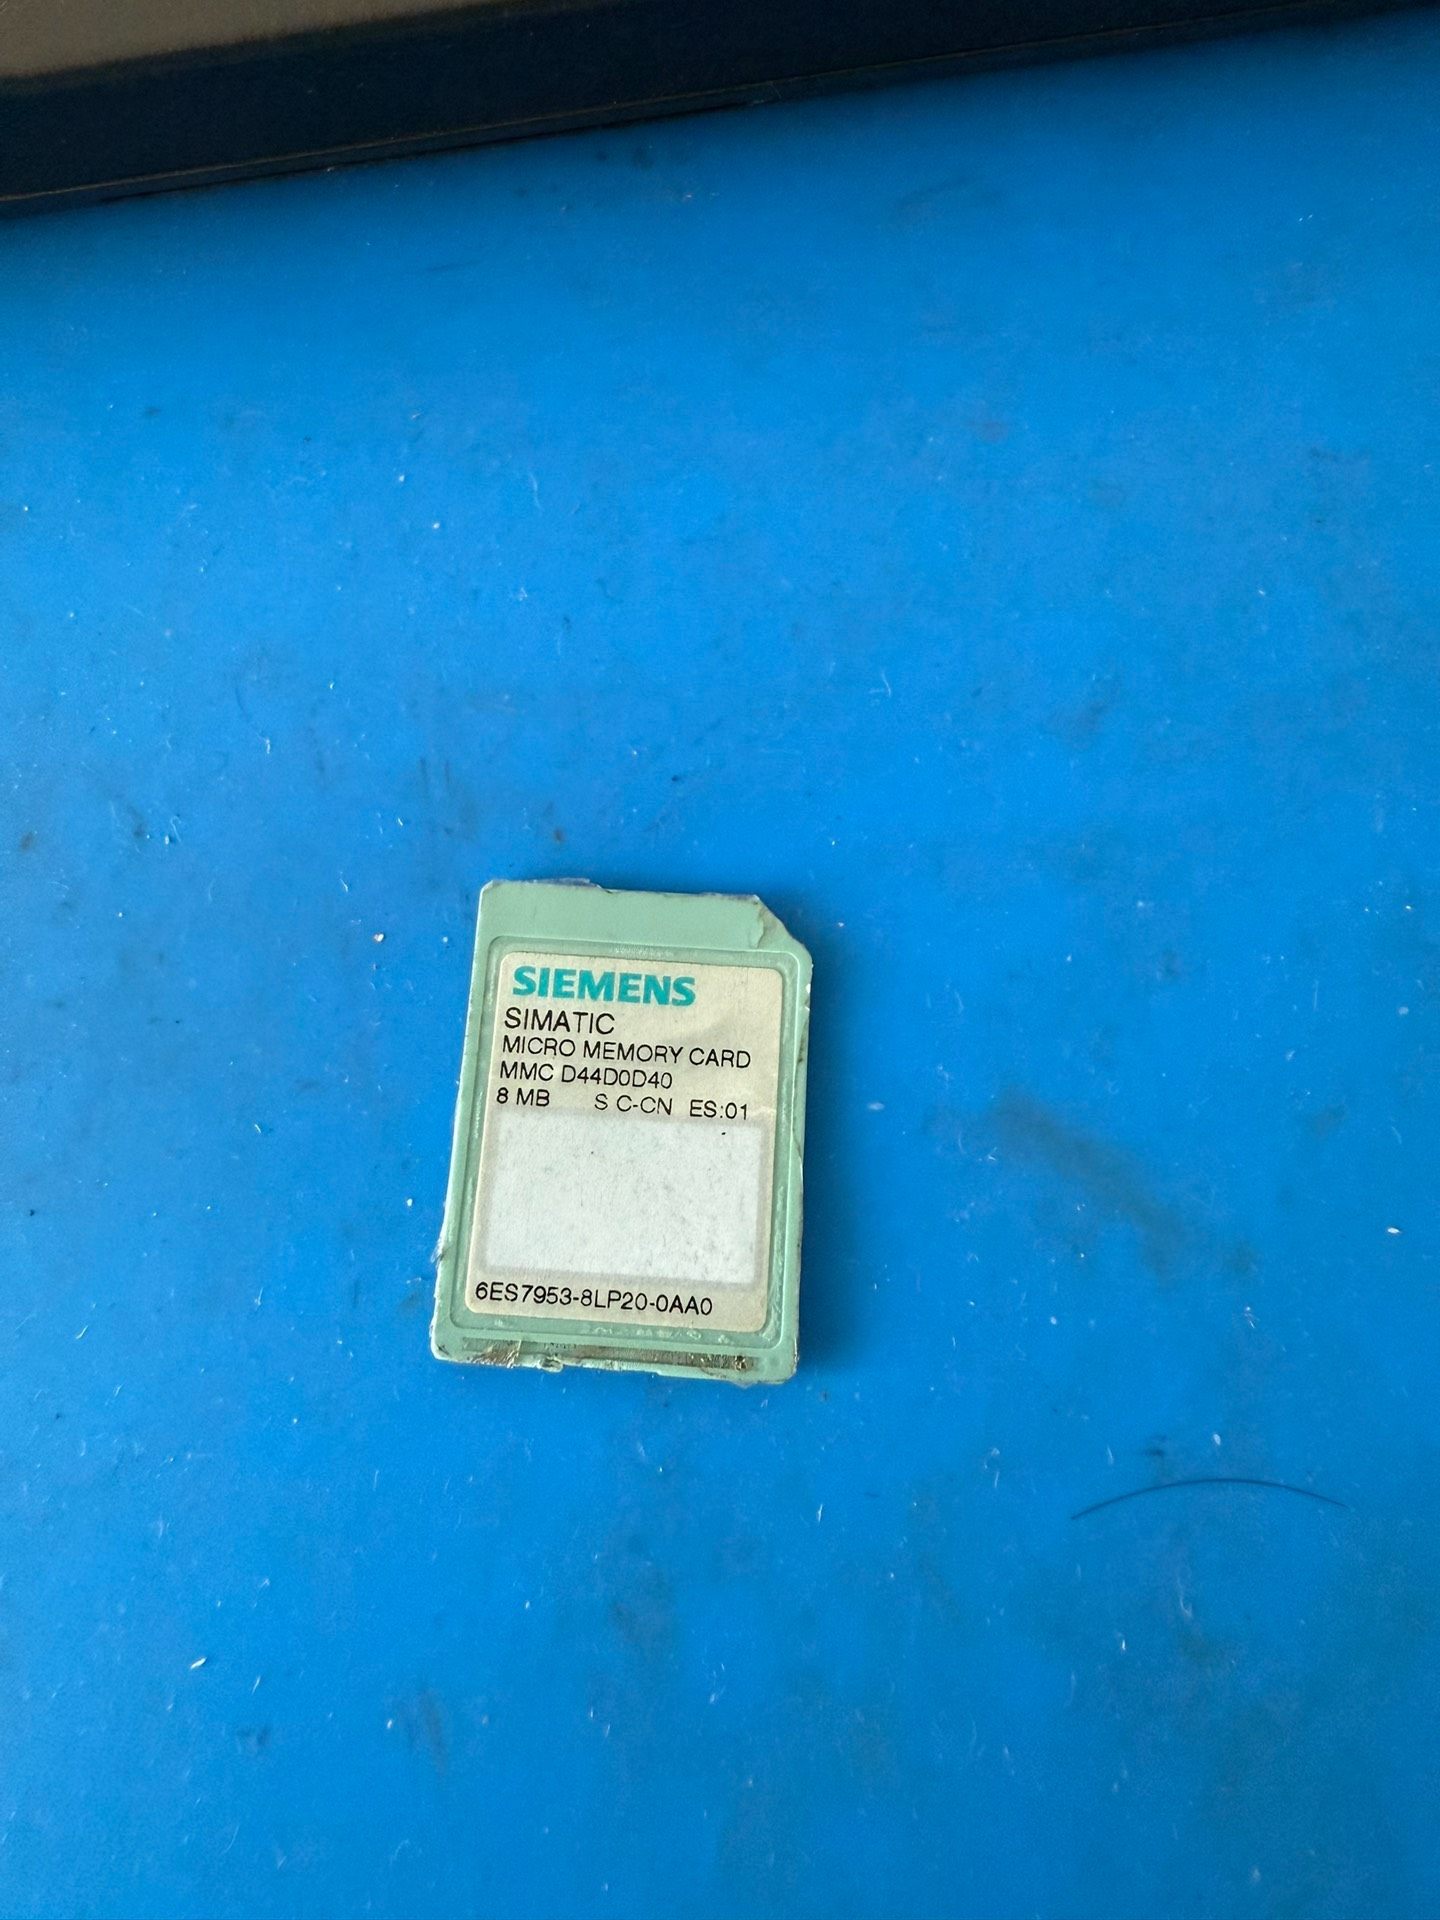 SIEMENS
SIMATIC
MICRO MEMORY CARD
MMC D44D0D40
8 MB S C-CN ES:01
6ES7953-8LP20-0AA0